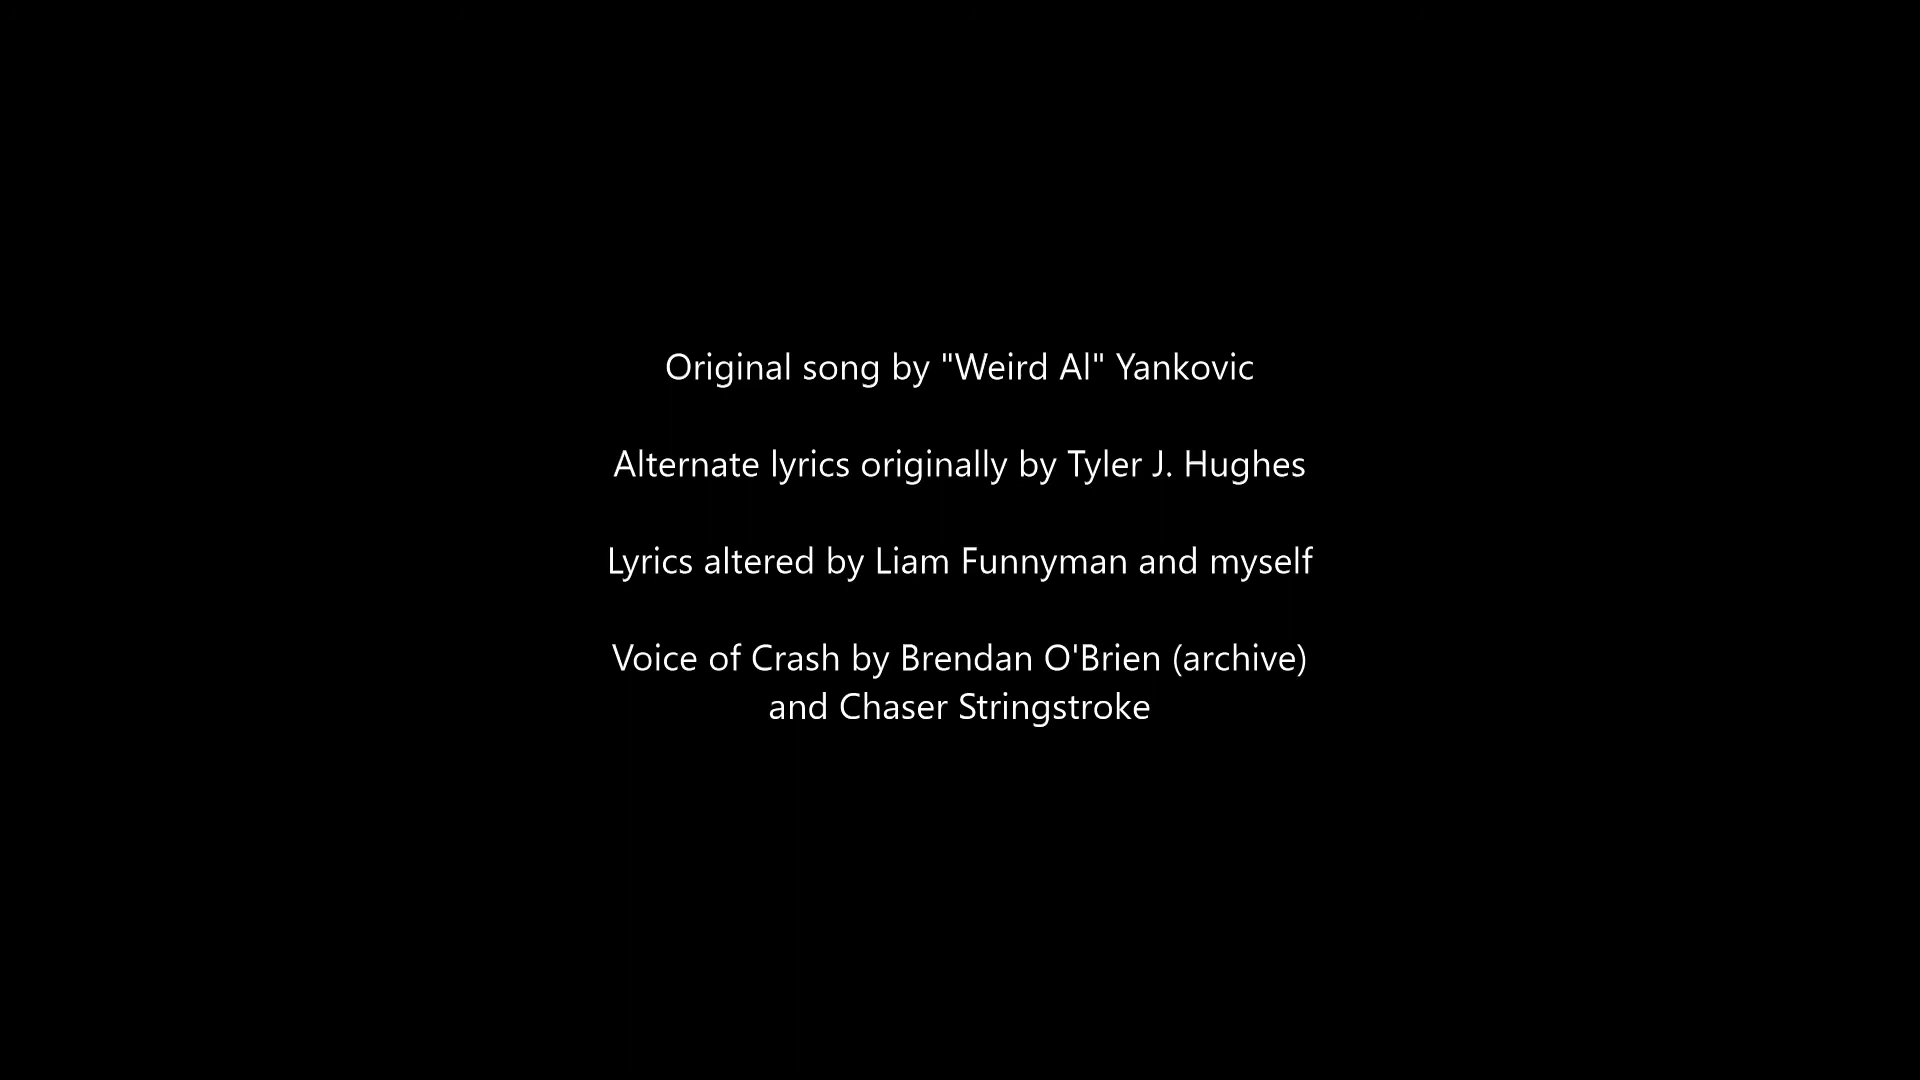 Original song by "Weird Al" Yankovic
Alternate lyrics originally by Tyler J. Hughes
Lyrics altered by Liam Funnyman and myself
Voice of Crash by Brendan O'Brien (archive)
and Chaser Stringstroke